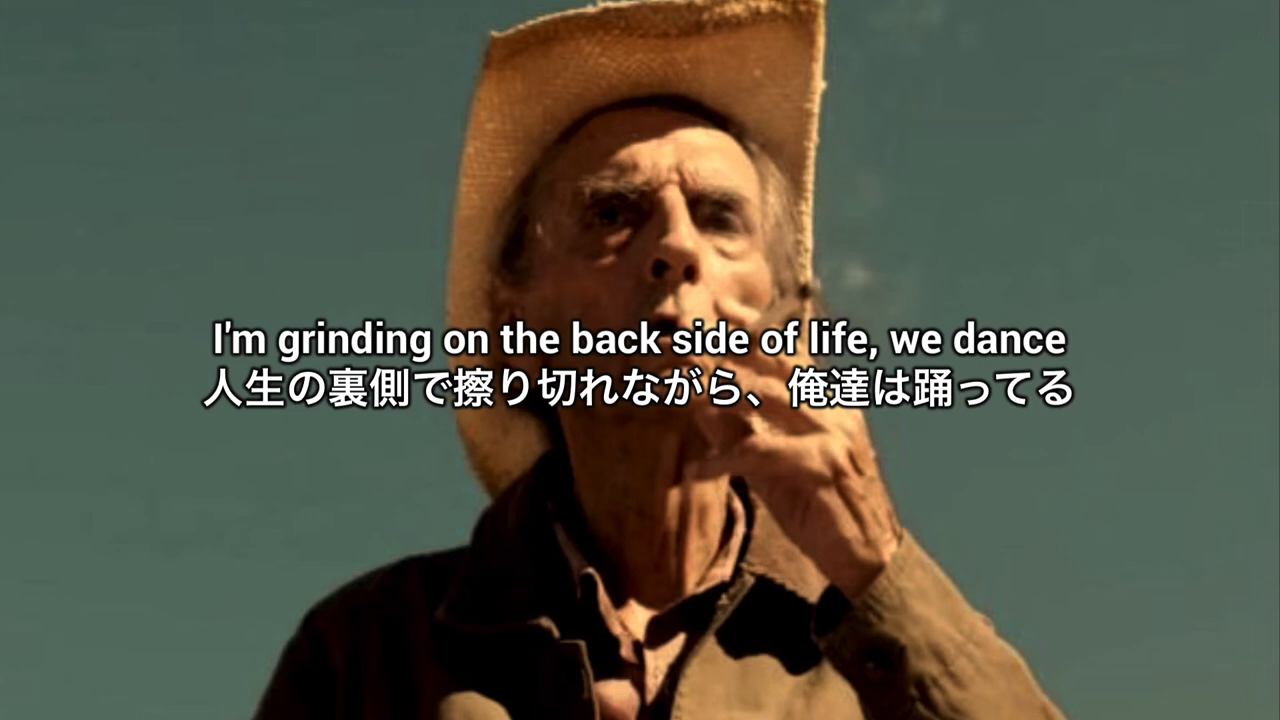 I'm grinding on the back side of life, we dance
人生の裏側で擦り切れながら、俺達は踊ってる